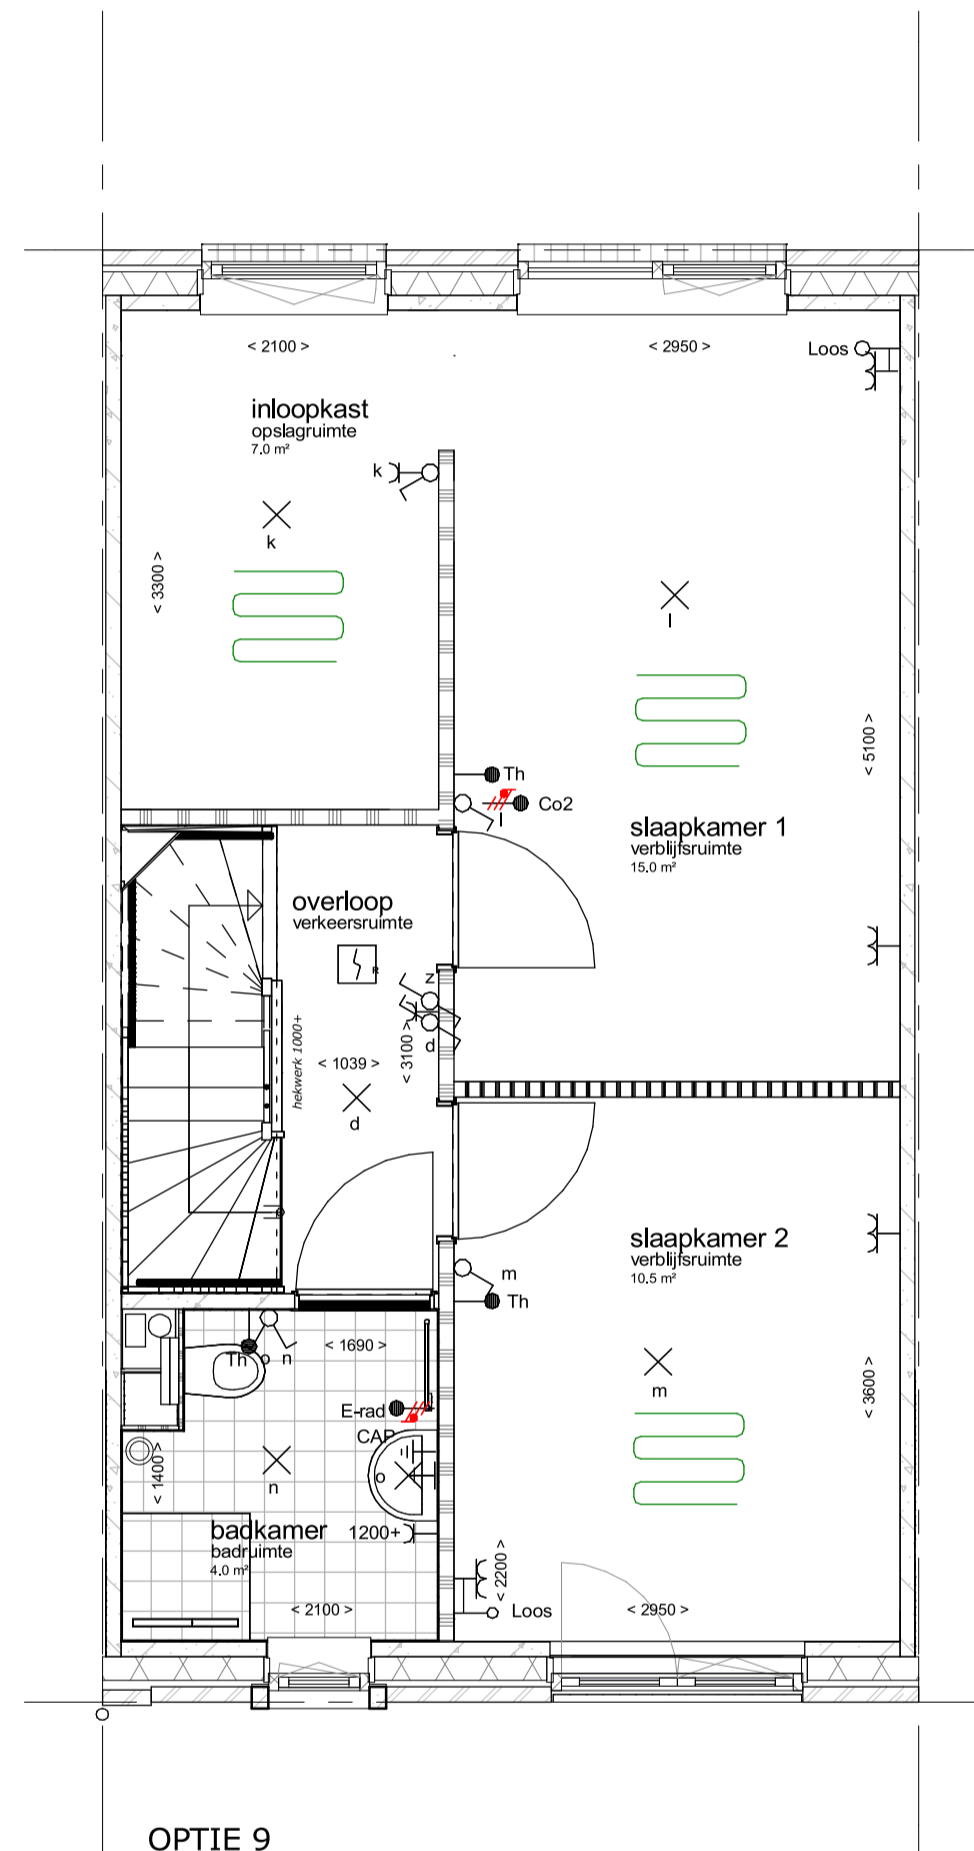 < 2100 >
< 2950 >
Loos
inloopkast
opslagruimte
7.0 m²
k
k
< 3300 >
l
< 5100 >
Th
Co2
l
slaapkamer 1
verblijfsruimte
15.0 m²
overloop
verkeersruimte
R
z
hekwerk 1000+
< 1039 >
< 3100 >
d
d
slaapkamer 2
verblijfsruimte
10.5 m²
m
Th
< 1690 >
Th o n
m
< 3600 >
E-rad
CAP
o
n
< 1400 >
badkamer
badruimte
4.0 m²
1200+
< 2200 >
< 2100 >
Loos
< 2950 >
OPTIE 9